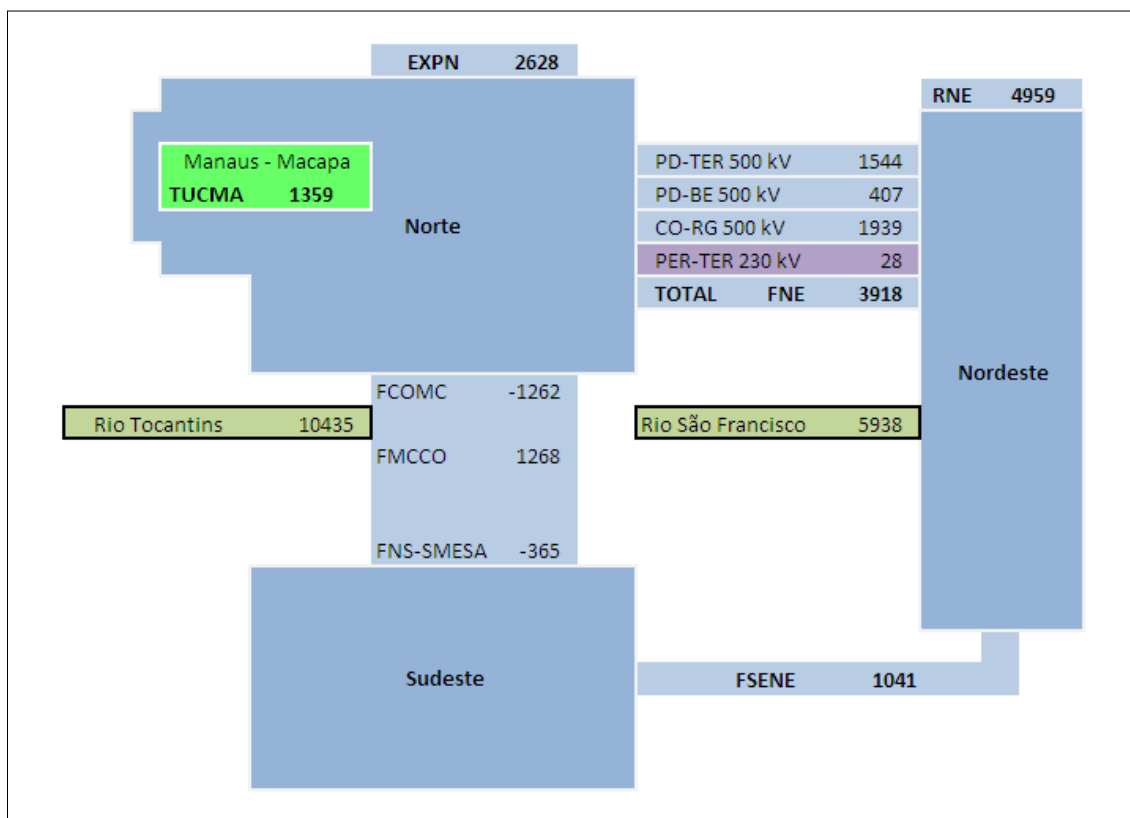 EXPN 2628
RNE 4959
Manaus - Macapa
TUCMA 1359
Norte
PD-TER 500 kV 1544
PD-BE 500 kV 407
CO-RG 500 kV 1939
PER-TER 230 kV 28
TOTAL FNE 3918
Nordeste
FCOMC -1262
Rio Tocantins 10435
Rio São Francisco 5938
FMCCO 1268
FNS-SMESA -365
Sudeste
FSENE 1041